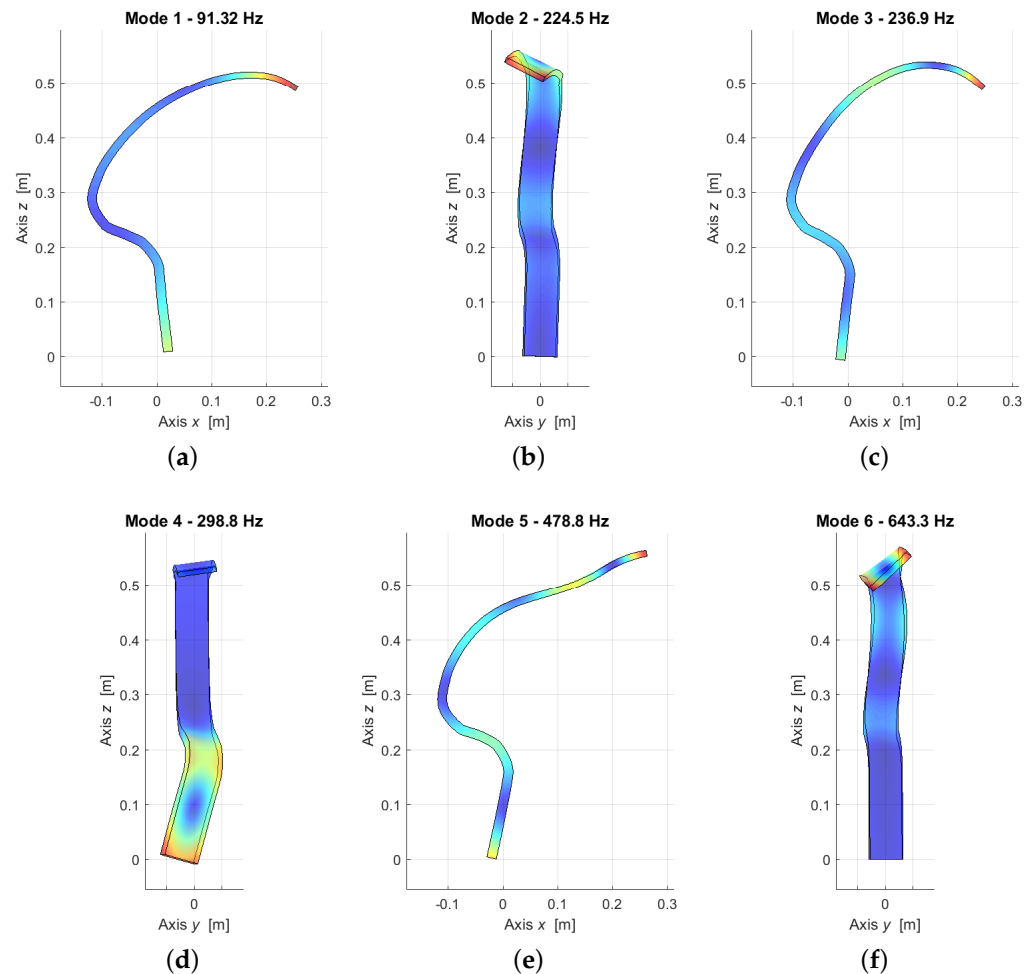 Mode 1 - 91.32 Hz
Mode 2 - 224.5 Hz
Mode 3 - 236.9 Hz
0.5
0.4
0.3
0.2
0.1
0
Axis z [m]
-0.1 0 0.1 0.2 0.3
Axis x [m]
0.5
0.4
0.3
0.2
0.1
0
Axis z [m]
0
Axis y [m]
0.5
0.4
0.3
0.2
0.1
0
Axis z [m]
-0.1 0 0.1 0.2 0.3
Axis x [m]
(a)
(b)
(c)
Mode 4 - 298.8 Hz
Mode 5 - 478.8 Hz
Mode 6 - 643.3 Hz
0.5
0.4
0.3
0.2
0.1
0
Axis z [m]
0
Axis y [m]
0.5
0.4
0.3
0.2
0.1
0
Axis z [m]
-0.1 0 0.1 0.2 0.3
Axis x [m]
0.5
0.4
0.3
0.2
0.1
0
Axis z [m]
0
Axis y [m]
(d)
(e)
(f)